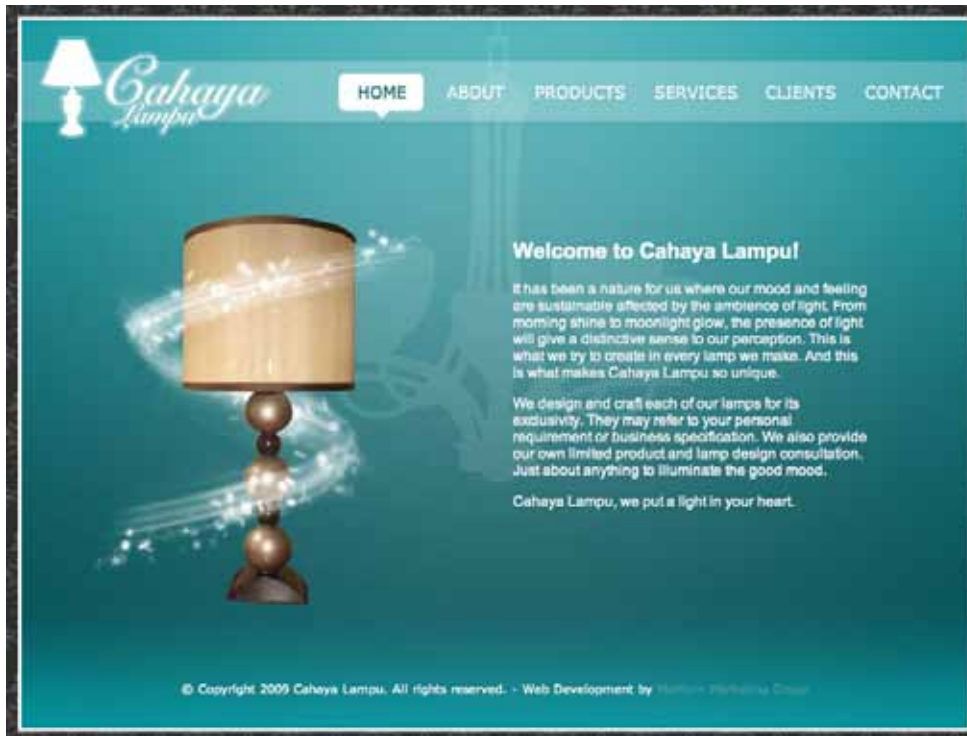 Cahaya
Lampu
HOME ABOUT PRODUCTS SERVICES CLIENTS CONTACT
Welcome to Cahaya Lampu!
It has been a nature for us where our mood and feeling
are sustainable affected by the ambience of light. From
morning shine to moonlight glow, the presence of light
will give a distinctive sense to our perception. This is
what we try to create in every lamp we make. And this
is what makes Cahaya Lampu so unique.
We design and craft each of our lamps for its
exclusivity. They may refer to your personal
requirement or business specification. We also provide
our own limited product and lamp design consultation.
Just about anything to illuminate the good mood.
Cahaya Lampu, we put a light in your heart.
© Copyright 2009 Cahaya Lampu. All rights reserved. - Web Development by